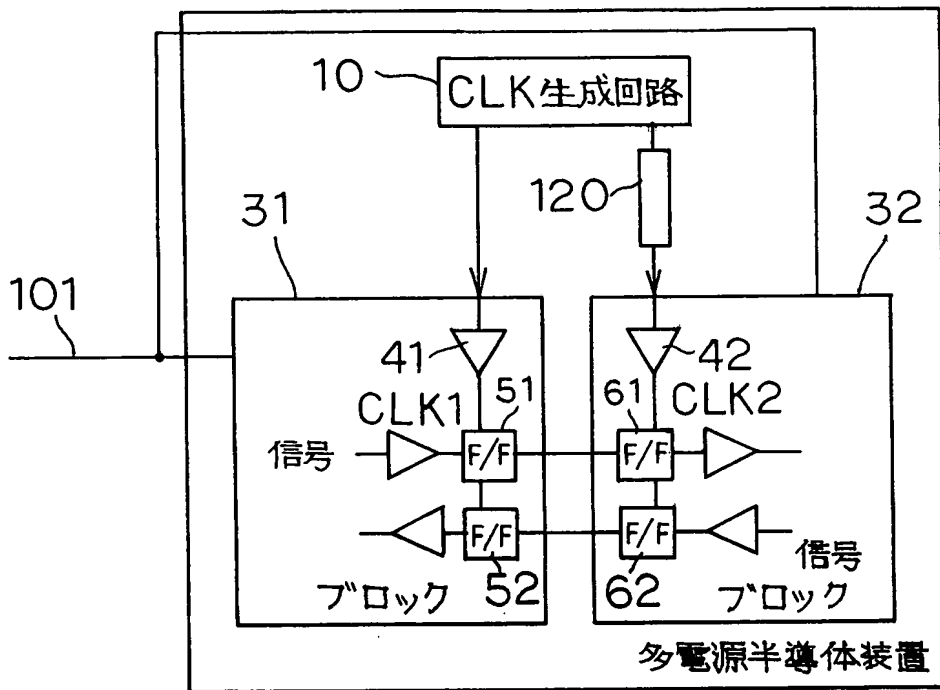 10
CLK生成回路
120
31
32
101
41
42
CLK1
51
61
CLK2
信号
F/F
F/F
F/F
F/F
信号
ブロック
52
62
ブロック
多電源半導体装置